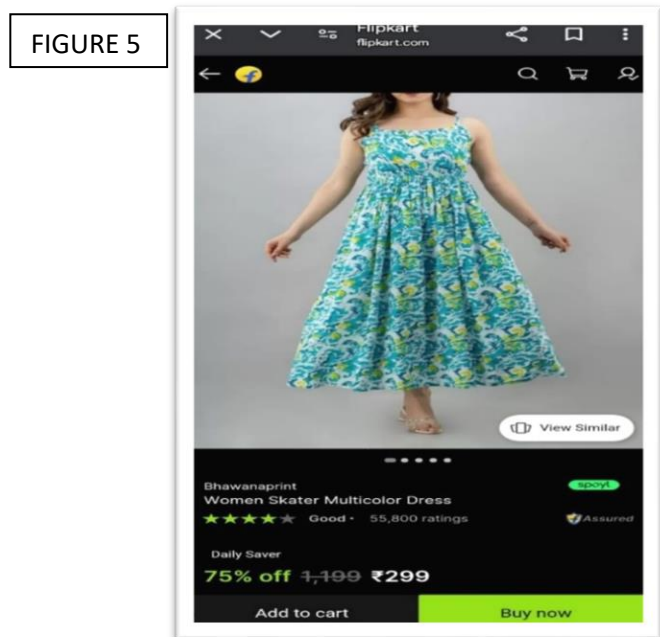 FIGURE 5
Flipkart
flipkart.com
View Similar
Bhawanaprint
spoyl
Women Skater Multicolor Dress
Good · 55,800 ratings
Assured
Daily Saver
75% off 1,199 ₹299
Add to cart
Buy now